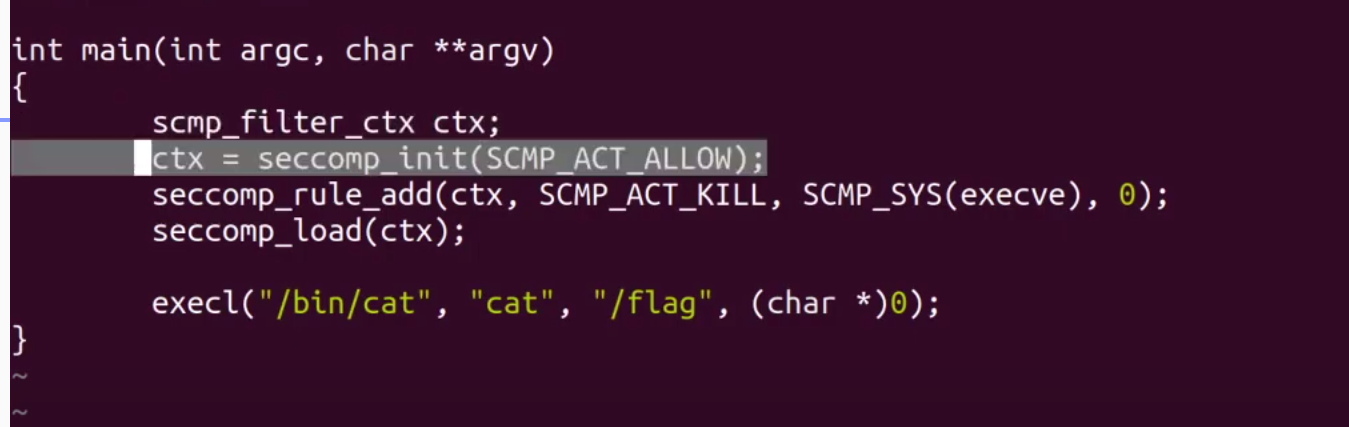 int main(int argc, char **argv)
{
scmp_filter_ctx ctx;
ctx = seccomp_init(SCMP_ACT_ALLOW);
seccomp_rule_add(ctx, SCMP_ACT_KILL, SCMP_SYS(execve), 0);
seccomp_load(ctx);
execl("/bin/cat", "cat", "/flag", (char *)0);
}
~
~